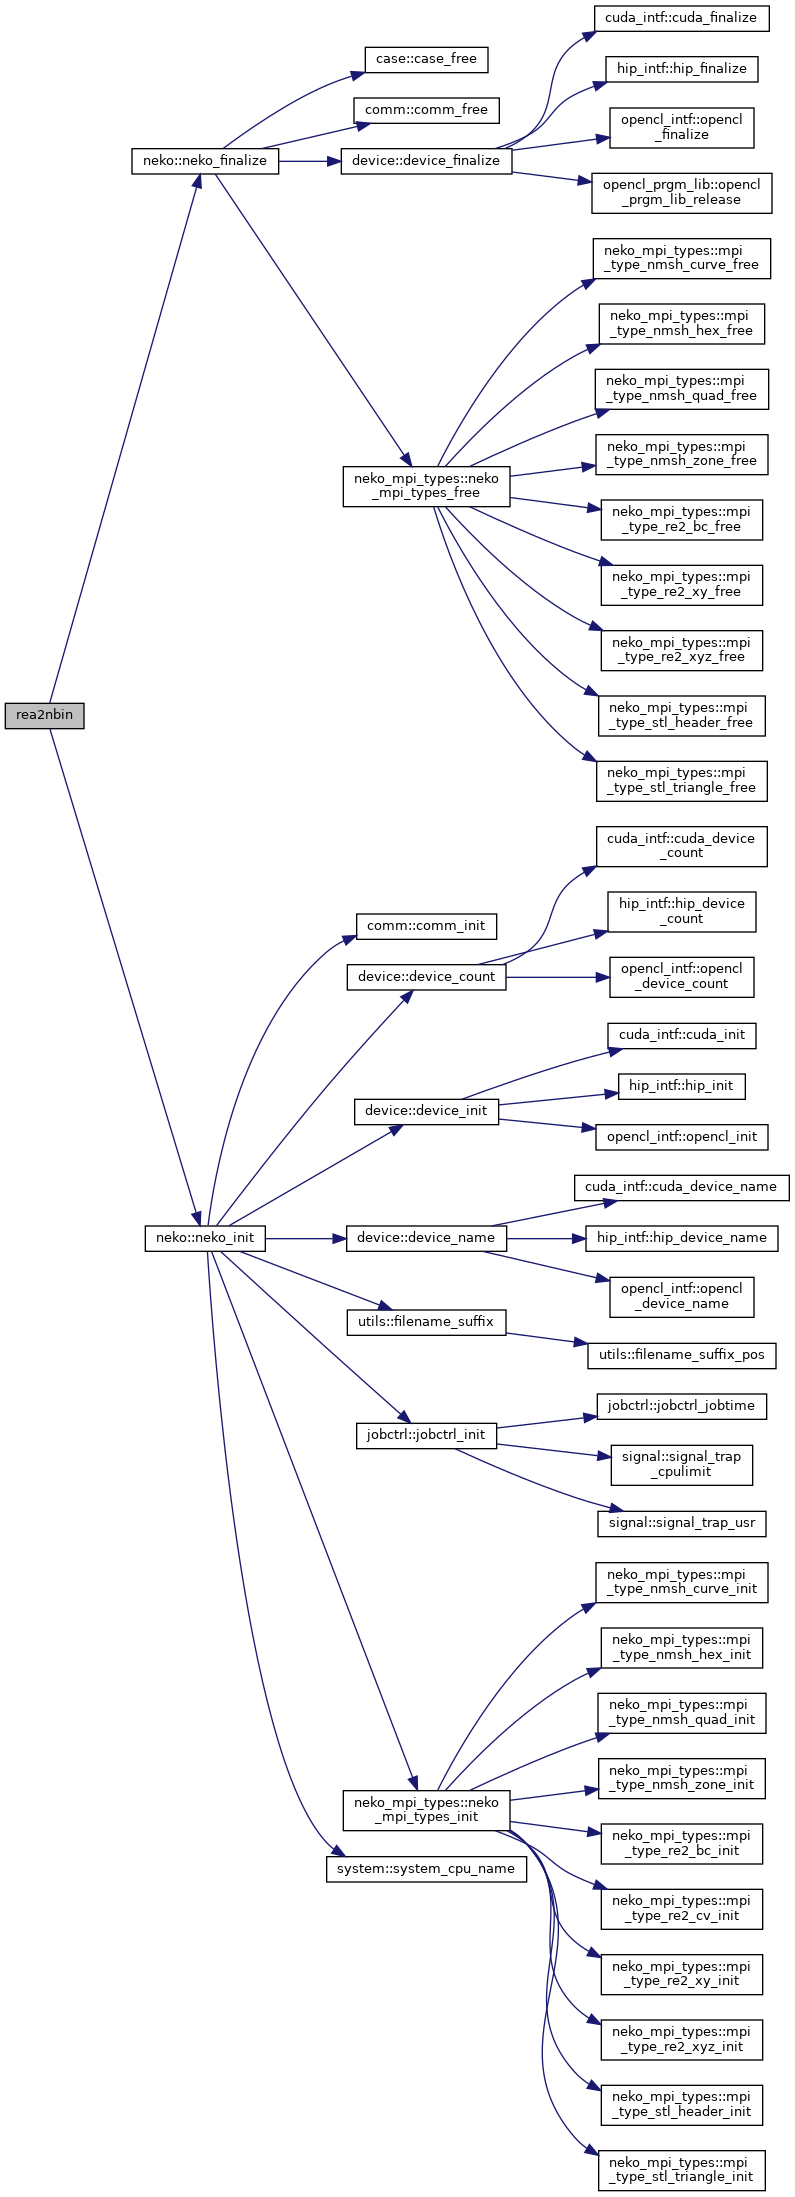 cuda_intf::cuda_finalize
case::case_free
hip_intf::hip_finalize
comm::comm_free
opencl_intf::opencl
_finalize
neko::neko_finalize
device::device_finalize
opencl_prgm_lib::opencl
_prgm_lib_release
neko_mpi_types::mpi
_type_nmsh_curve_free
neko_mpi_types::mpi
_type_nmsh_hex_free
neko_mpi_types::mpi
_type_nmsh_quad_free
neko_mpi_types::mpi
_type_nmsh_zone_free
neko_mpi_types::neko
_mpi_types_free
neko_mpi_types::mpi
_type_re2_bc_free
neko_mpi_types::mpi
_type_re2_xy_free
neko_mpi_types::mpi
_type_re2_xyz_free
neko_mpi_types::mpi
_type_stl_header_free
rea2nbin
neko_mpi_types::mpi
_type_stl_triangle_free
cuda_intf::cuda_device
_count
hip_intf::hip_device
_count
comm::comm_init
device::device_count
opencl_intf::opencl
_device_count
cuda_intf::cuda_init
hip_intf::hip_init
device::device_init
opencl_intf::opencl_init
cuda_intf::cuda_device_name
neko::neko_init
device::device_name
hip_intf::hip_device_name
opencl_intf::opencl
_device_name
utils::filename_suffix
utils::filename_suffix_pos
jobctrl::jobctrl_jobtime
jobctrl::jobctrl_init
signal::signal_trap
_cpulimit
signal::signal_trap_usr
neko_mpi_types::mpi
_type_nmsh_curve_init
neko_mpi_types::mpi
_type_nmsh_hex_init
neko_mpi_types::mpi
_type_nmsh_quad_init
neko_mpi_types::mpi
_type_nmsh_zone_init
neko_mpi_types::neko
_mpi_types_init
neko_mpi_types::mpi
_type_re2_bc_init
system::system_cpu_name
neko_mpi_types::mpi
_type_re2_cv_init
neko_mpi_types::mpi
_type_re2_xy_init
neko_mpi_types::mpi
_type_re2_xyz_init
neko_mpi_types::mpi
_type_stl_header_init
neko_mpi_types::mpi
_type_stl_triangle_init